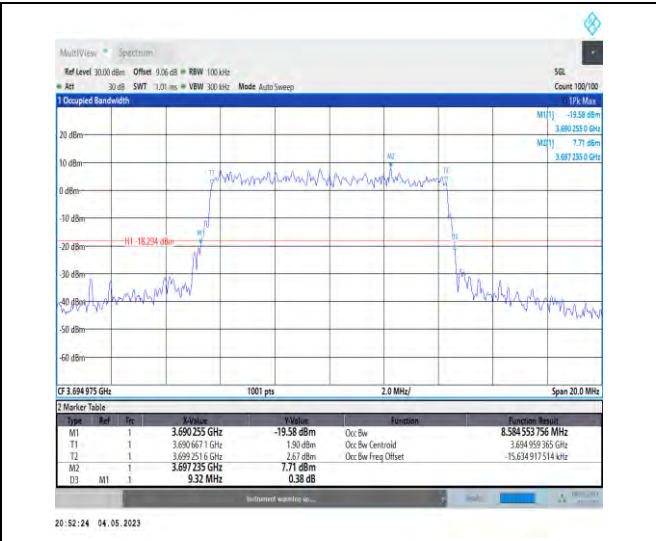 MultiView Spectrum
Ref Level 30.00 dBm Offset 9.06 dB RBW 100 kHz SGL
Att 30 dB SWT 1.01 ms VBW 300 kHz Mode Auto Sweep Count 100/100
1 Occupied Bandwidth 1Pk Max
M1[1] -19.58 dBm
3.690 255 0 GHz
M2[1] 7.71 dBm
3.697 235 0 GHz
20 dBm
M2
10 dBm
T1 T2
0 dBm
-10 dBm
M1
H1 -18.294 dBm
-20 dBm
-30 dBm
-40 dBm
-50 dBm
-60 dBm
CF 3.694 975 GHz 1001 pts 2.0 MHz/ Span 20.0 MHz
2 Marker Table
Type Ref Trc X-Value Y-Value Function Function Result
M1 1 3.690 255 GHz -19.58 dBm Occ Bw 8.584 553 756 MHz
T1 1 3.690 667 1 GHz 1.90 dBm Occ Bw Centroid 3.694 959 365 GHz
T2 1 3.699 251 6 GHz 2.67 dBm Occ Bw Freq Offset -15.634 917 514 kHz
M2 1 3.697 235 GHz 7.71 dBm
D3 M1 1 9.32 MHz 0.38 dB
Instrument warming up...
20:52:24 04.05.2023